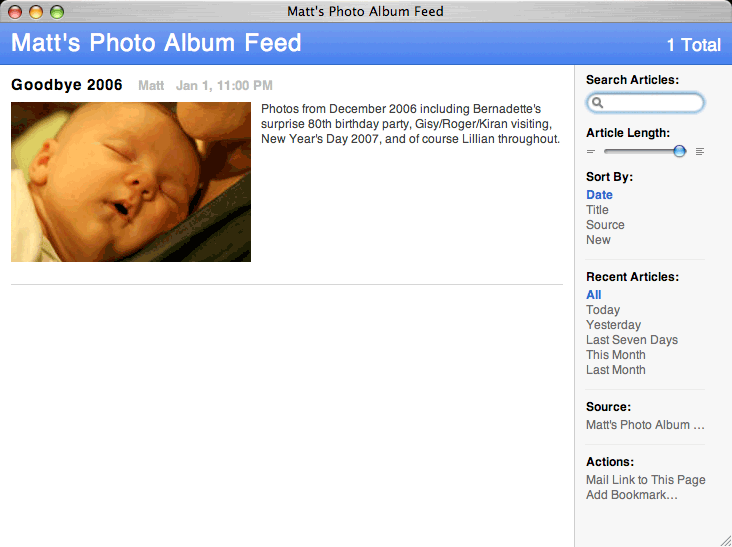 Matt's Photo Album Feed
Matt's Photo Album Feed
1 Total
Goodbye 2006 Matt Jan 1, 11:00 PM
Photos from December 2006 including Bernadette's
surprise 80th birthday party, Gisy/Roger/Kiran visiting,
New Year's Day 2007, and of course Lillian throughout.
Search Articles:
Article Length:
Sort By:
Date
Title
Source
New
Recent Articles:
All
Today
Yesterday
Last Seven Days
This Month
Last Month
Source:
Matt's Photo Album ...
Actions:
Mail Link to This Page
Add Bookmark...